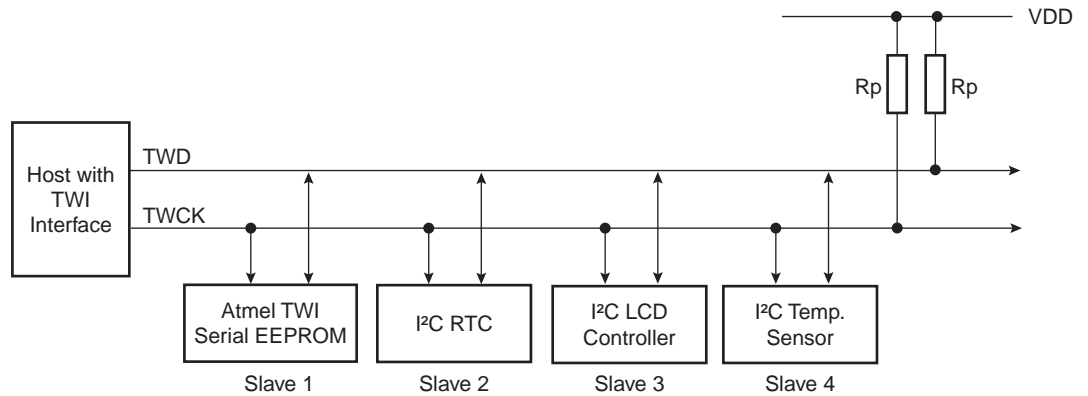 VDD
Rp
Rp
Host with
TWI
Interface
TWD
TWCK
Atmel TWI
Serial EEPROM
I²C RTC
I²C LCD
Controller
I²C Temp.
Sensor
Slave 1
Slave 2
Slave 3
Slave 4